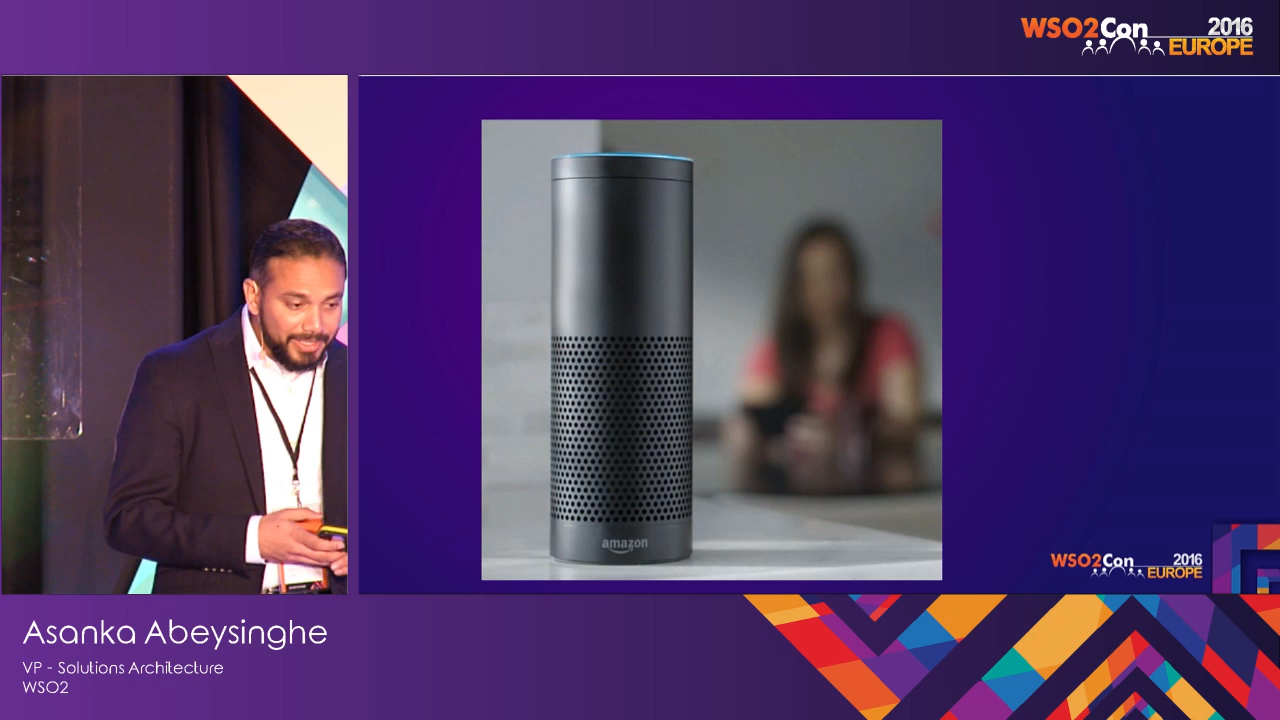 WSO2Con 2016
EUROPE
amazon
WSO2Con 2016
EUROPE
Asanka Abeysinghe
VP - Solutions Architecture
WSO2